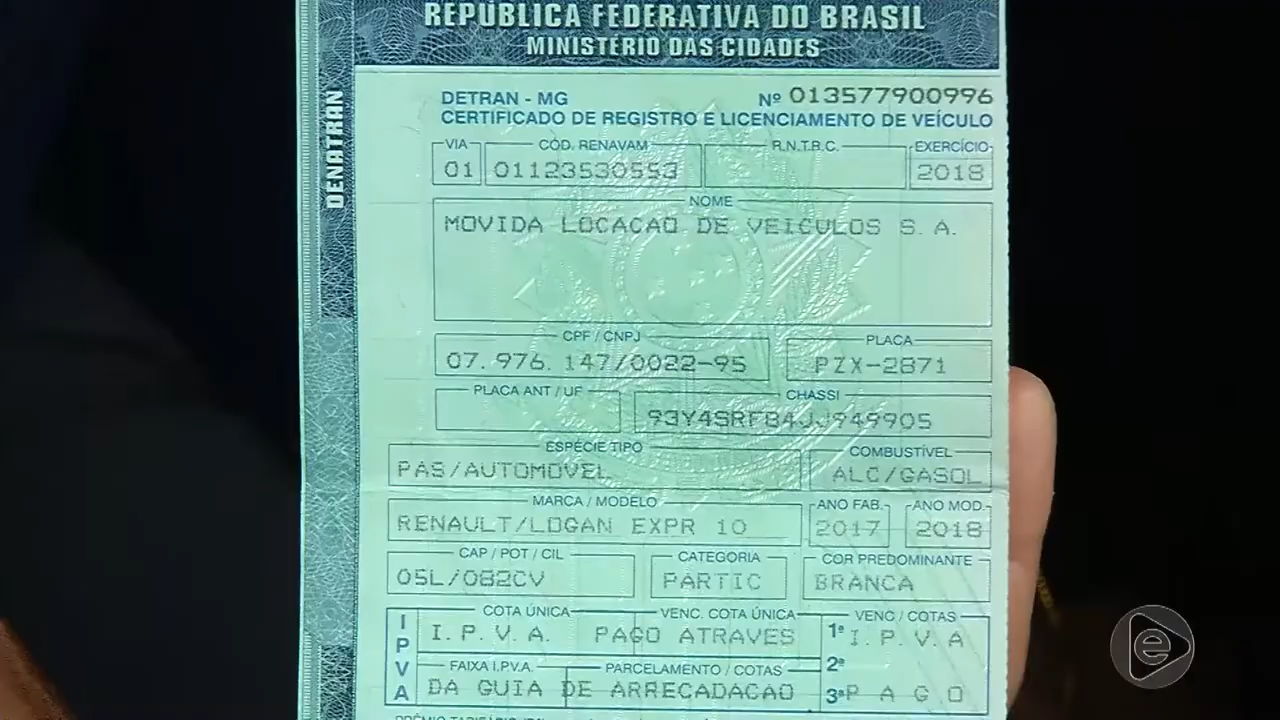 REPÚBLICA FEDERATIVA DO BRASIL
MINISTÉRIO DAS CIDADES
DENATRAN
DETRAN - MG Nº 013577900996
CERTIFICADO DE REGISTRO E LICENCIAMENTO DE VEÍCULO
VIA CÓD. RENAVAM R.N.T.R.C. EXERCÍCIO
01 01123530553 2018
NOME
MOVIDA LOCACAO DE VEICULOS S.A.
CPF / CNPJ PLACA
07.976.147/0022-95 PZX-2871
PLACA ANT / UF CHASSI
93Y4SRF84JJ949905
ESPÉCIE TIPO COMBUSTÍVEL
PAS/AUTOMOVEL ALC/GASOL
MARCA / MODELO ANO FAB. ANO MOD.
RENAULT/LOGAN EXPR 10 2017 2018
CAP / POT / CIL CATEGORIA COR PREDOMINANTE
05L/082CV PARTIC BRANCA
IPVA
COTA ÚNICA VENC. COTA ÚNICA VENC / COTAS
I.P.V.A. PAGO ATRAVES 1ª I.P.V.A
FAIXA I.P.V.A. PARCELAMENTO / COTAS 2ª
DA GUIA DE ARRECADACAO 3ª P A G O
e